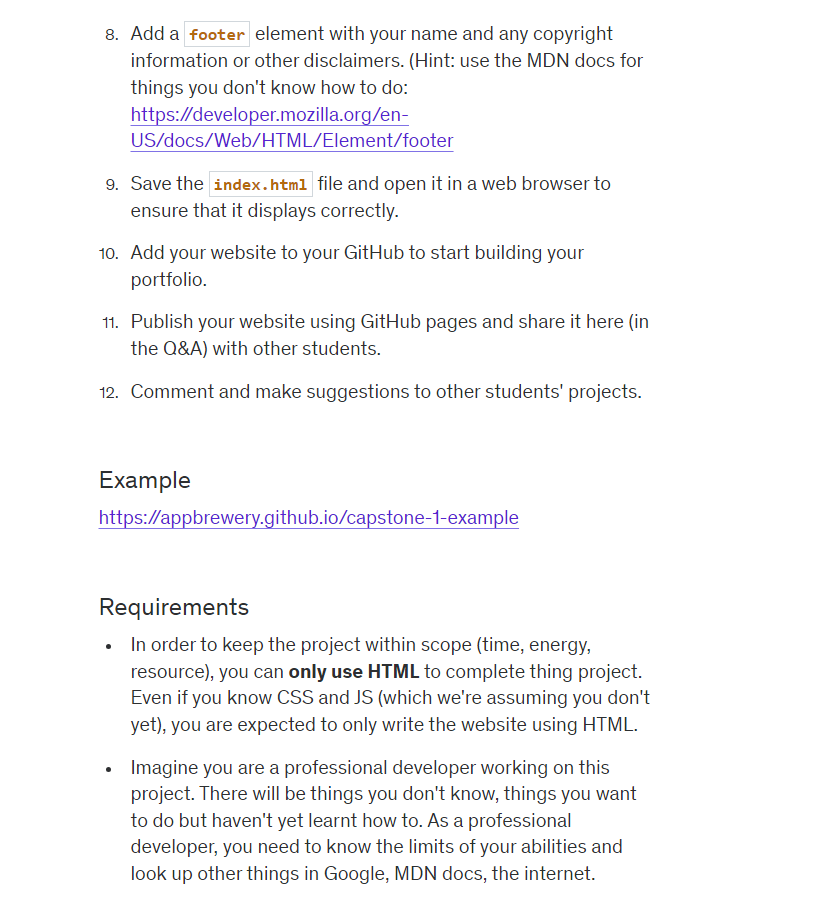 8. Add a footer element with your name and any copyright
information or other disclaimers. (Hint: use the MDN docs for
things you don't know how to do:
https://developer.mozilla.org/en-
US/docs/Web/HTML/Element/footer
9. Save the index.html file and open it in a web browser to
ensure that it displays correctly.
10. Add your website to your GitHub to start building your
portfolio.
11. Publish your website using GitHub pages and share it here (in
the Q&A) with other students.
12. Comment and make suggestions to other students' projects.
Example
https://appbrewery.github.io/capstone-1-example
Requirements
• In order to keep the project within scope (time, energy,
resource), you can only use HTML to complete thing project.
Even if you know CSS and JS (which we're assuming you don't
yet), you are expected to only write the website using HTML.
• Imagine you are a professional developer working on this
project. There will be things you don't know, things you want
to do but haven't yet learnt how to. As a professional
developer, you need to know the limits of your abilities and
look up other things in Google, MDN docs, the internet.